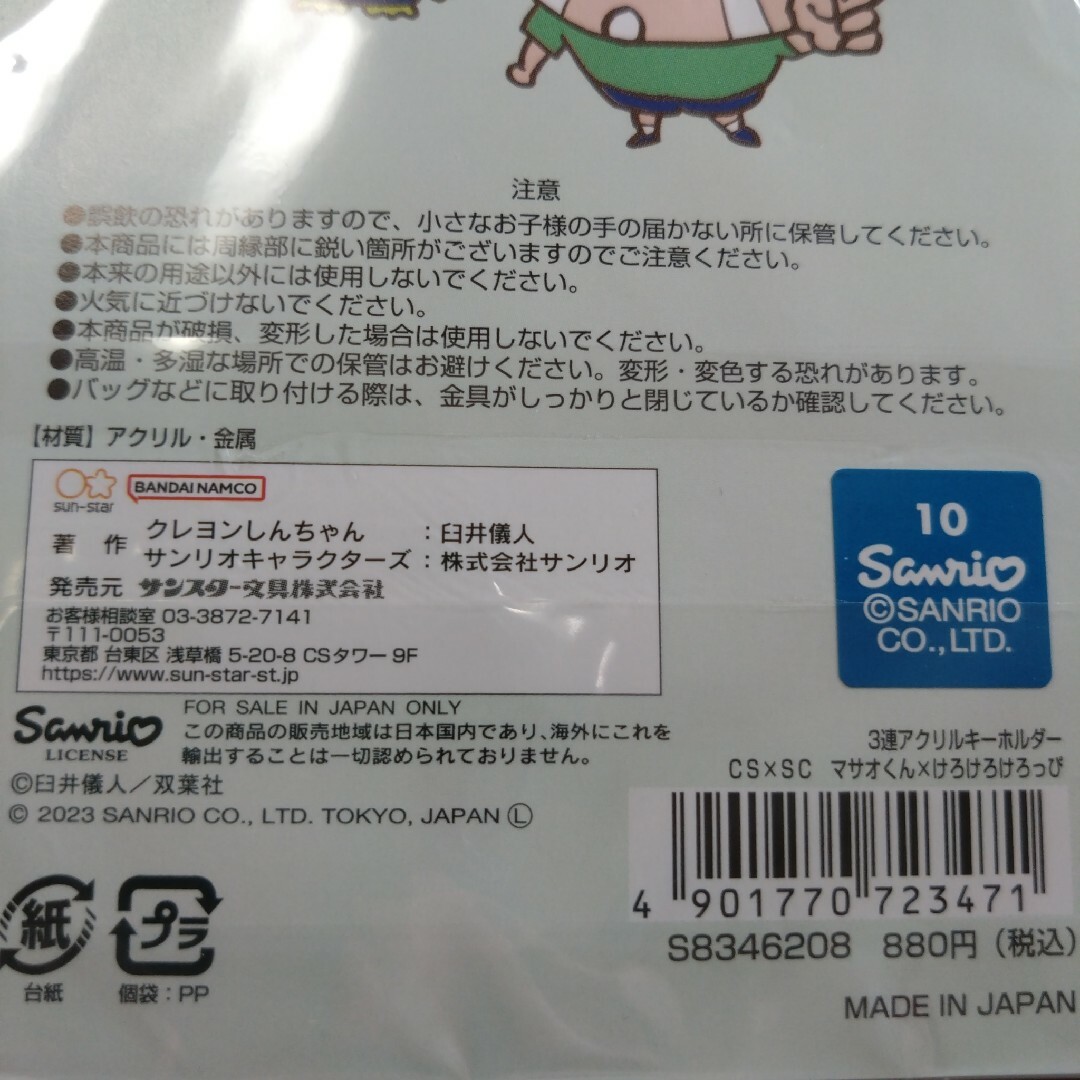 注意
●誤飲の恐れがありますので、小さなお子様の手の届かない所に保管してください。
●本商品には周縁部に鋭い箇所がございますのでご注意ください。
●本来の用途以外には使用しないでください。
●火気に近づけないでください。
●本商品が破損、変形した場合は使用しないでください。
●高温・多湿な場所での保管はお避けください。変形・変色する恐れがあります。
●バッグなどに取り付ける際は、金具がしっかりと閉じているか確認してください。
【材質】アクリル・金属
sun-star
BANDAI NAMCO
著 作 クレヨンしんちゃん : 臼井儀人
サンリオキャラクターズ : 株式会社サンリオ
発売元 サンスター文具株式会社
お客様相談室 03-3872-7141
〒111-0053
東京都 台東区 浅草橋 5-20-8 CSタワー 9F
https://www.sun-star-st.jp
10
Sanrio
©SANRIO
CO.,LTD.
Sanrio
LICENSE
FOR SALE IN JAPAN ONLY
この商品の販売地域は日本国内であり、海外にこれを
輸出することは一切認められておりません。
©臼井儀人／双葉社
© 2023 SANRIO CO., LTD. TOKYO, JAPAN Ⓛ
3連アクリルキーホルダー
CS×SC マサオくん×けろけろけろっぴ
4 901770 723471
S8346208 880円（税込）
MADE IN JAPAN
紙
台紙
プラ
個袋：PP